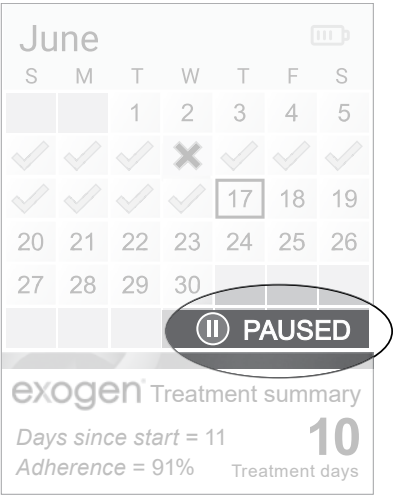 June
S M T W T F S
1 2 3 4 5
17 18 19
20 21 22 23 24 25 26
27 28 29 30
PAUSED
exogen Treatment summary
Days since start = 11 10
Adherence = 91% Treatment days